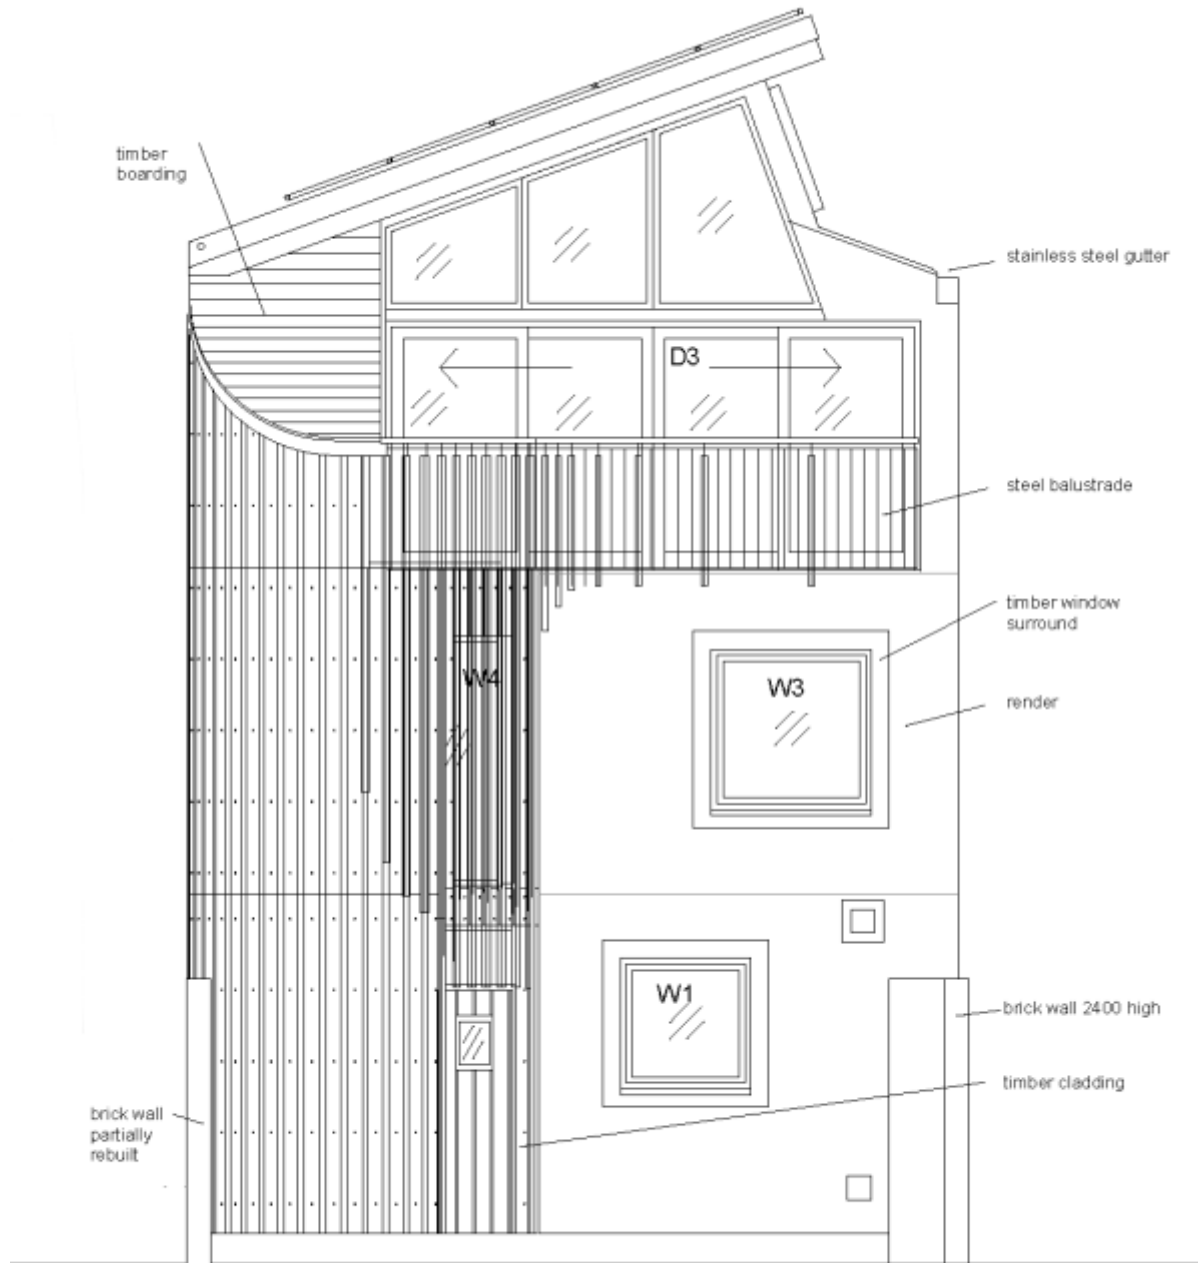 timber
boarding
stainless steel gutter
D3
steel balustrade
timber window
surround
W4
W3
render
W1
brick wall 2400 high
timber cladding
brick wall
partially
rebuilt